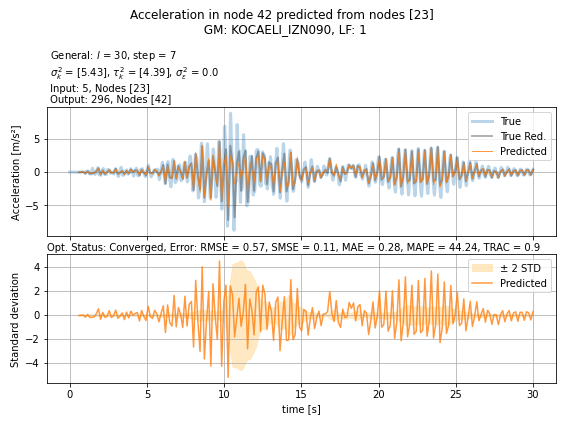 Acceleration in node 42 predicted from nodes [23]
GM: KOCAELI_IZN090, LF: 1
General: l = 30, step = 7
σ²ₖ = [5.43], τ²ₖ = [4.39], σ²ε = 0.0
Input: 5, Nodes [23]
Output: 296, Nodes [42]
Acceleration [m/s²]
5
0
−5
True
True Red.
Predicted
Opt. Status: Converged, Error: RMSE = 0.57, SMSE = 0.11, MAE = 0.28, MAPE = 44.24, TRAC = 0.9
Standard deviation
4
2
0
−2
−4
± 2 STD
Predicted
0 5 10 15 20 25 30
time [s]